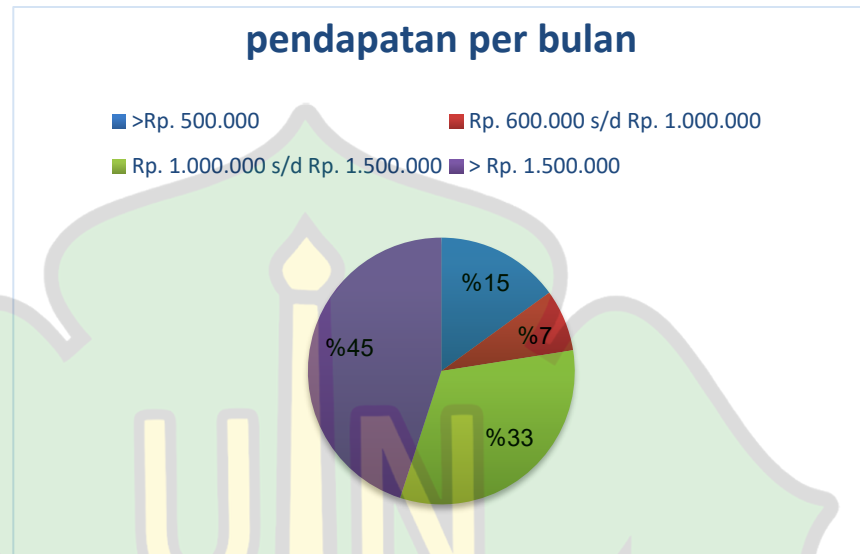 pendapatan per bulan
>Rp. 500.000 Rp. 600.000 s/d Rp. 1.000.000
Rp. 1.000.000 s/d Rp. 1.500.000 > Rp. 1.500.000
%15
%7
%45
%33
UIN